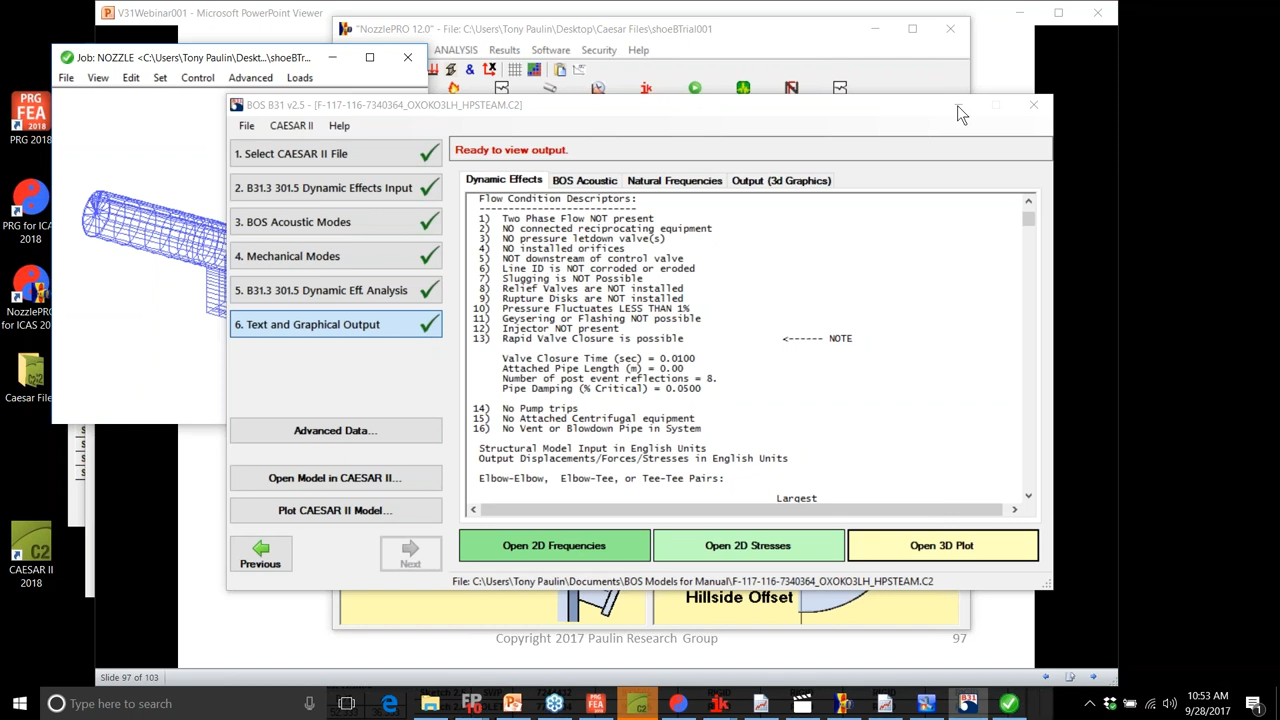 V31Webinar001 - Microsoft PowerPoint Viewer
"NozzlePRO 12.0" - File: C:\Users\Tony Paulin\Desktop\Caesar Files\shoeBTrial001
ANALYSIS Results Software Security Help
Job: NOZZLE <C:\Users\Tony Paulin\Deskt...\shoeBTr...
File View Edit Set Control Advanced Loads
BOS B31 v2.5 - [F-117-116-7340364_OXOKO3LH_HPSTEAM.C2]
File CAESAR II Help
1. Select CAESAR II File
2. B31.3 301.5 Dynamic Effects Input
3. BOS Acoustic Modes
4. Mechanical Modes
5. B31.3 301.5 Dynamic Eff. Analysis
6. Text and Graphical Output
Advanced Data...
Open Model in CAESAR II...
Plot CAESAR II Model...
Previous
Next
Ready to view output.
Dynamic Effects BOS Acoustic Natural Frequencies Output (3d Graphics)
Flow Condition Descriptors:
---------------------------
1) Two Phase Flow NOT present
2) NO connected reciprocating equipment
3) NO pressure letdown valve(s)
4) NO installed orifices
5) NOT downstream of control valve
6) Line ID is NOT corroded or eroded
7) Slugging is NOT Possible
8) Relief Valves are NOT installed
9) Rupture Disks are NOT installed
10) Pressure Fluctuates LESS THAN 1%
11) Geysering or Flashing NOT possible
12) Injector NOT present
13) Rapid Valve Closure is possible <------ NOTE
Valve Closure Time (sec) = 0.0100
Attached Pipe Length (m) = 0.00
Number of post event reflections = 8.
Pipe Damping (% Critical) = 0.0500
14) No Pump trips
15) No Attached Centrifugal equipment
16) No Vent or Blowdown Pipe in System
Structural Model Input in English Units
Output Displacements/Forces/Stresses in English Units
Elbow-Elbow, Elbow-Tee, or Tee-Tee Pairs:
Largest
Open 2D Frequencies
Open 2D Stresses
Open 3D Plot
File: C:\Users\Tony Paulin\Documents\BOS Models for Manual\F-117-116-7340364_OXOKO3LH_HPSTEAM.C2
Hillside Offset
Copyright 2017 Paulin Research Group
97
Slide 97 of 103
PRG FEA 2018
PRG 2018
PRG for ICA
2018
NozzlePRO
for ICAS 20
Caesar File
C2
CAESAR II
2018
Type here to search
10:53 AM
9/28/2017